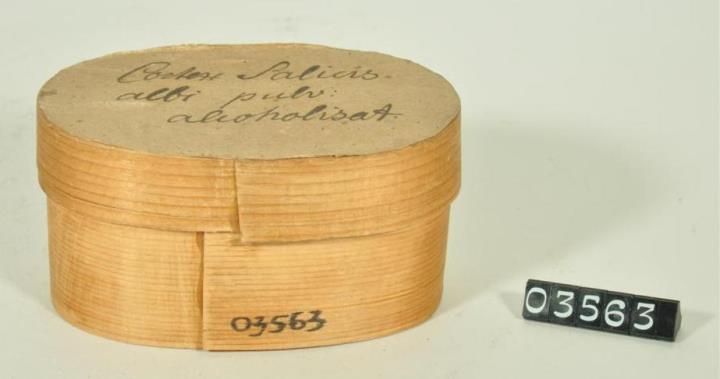 Cortex Salicis.
albi pulv:
alcoholisat.
03563
03563